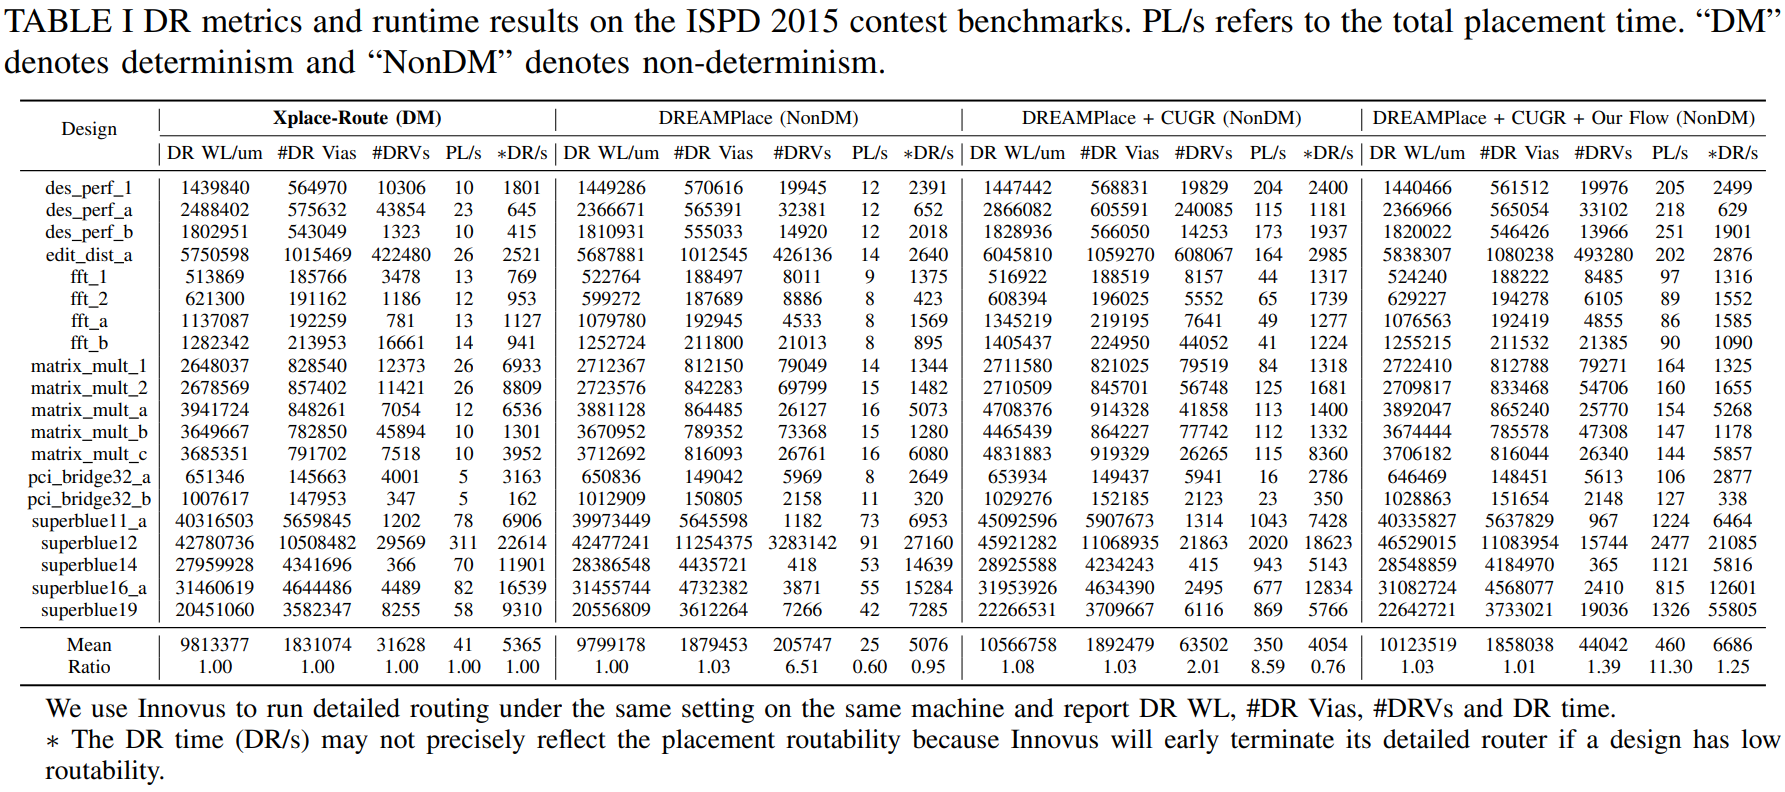 TABLE I DR metrics and runtime results on the ISPD 2015 contest benchmarks. PL/s refers to the total placement time. “DM”
denotes determinism and “NonDM” denotes non-determinism.
Design Xplace-Route (DM) DREAMPlace (NonDM) DREAMPlace + CUGR (NonDM) DREAMPlace + CUGR + Our Flow (NonDM)
DR WL/um #DR Vias #DRVs PL/s ∗DR/s DR WL/um #DR Vias #DRVs PL/s ∗DR/s DR WL/um #DR Vias #DRVs PL/s ∗DR/s DR WL/um #DR Vias #DRVs PL/s ∗DR/s
des_perf_1 1439840 564970 10306 10 1801 1449286 570616 19945 12 2391 1447442 568831 19829 204 2400 1440466 561512 19976 205 2499
des_perf_a 2488402 575632 43854 23 645 2366671 565391 32381 12 652 2866082 605591 240085 115 1181 2366966 565054 33102 218 629
des_perf_b 1802951 543049 1323 10 415 1810931 555033 14920 12 2018 1828936 566050 14253 173 1937 1820022 546426 13966 251 1901
edit_dist_a 5750598 1015469 422480 26 2521 5687881 1012545 426136 14 2640 6045810 1059270 608067 164 2985 5838307 1080238 493280 202 2876
fft_1 513869 185766 3478 13 769 522764 188497 8011 9 1375 516922 188519 8157 44 1317 524240 188222 8485 97 1316
fft_2 621300 191162 1186 12 953 599272 187689 8886 8 423 608394 196025 5552 65 1739 629227 194278 6105 89 1552
fft_a 1137087 192259 781 13 1127 1079780 192945 4533 8 1569 1345219 219195 7641 49 1277 1076563 192419 4855 86 1585
fft_b 1282342 213953 16661 14 941 1252724 211800 21013 8 895 1405437 224950 44052 41 1224 1255215 211532 21385 90 1090
matrix_mult_1 2648037 828540 12373 26 6933 2712367 812150 79049 14 1344 2711580 821025 79519 84 1318 2722410 812788 79271 164 1325
matrix_mult_2 2678569 857402 11421 26 8809 2723576 842283 69799 15 1482 2710509 845701 56748 125 1681 2709817 833468 54706 160 1655
matrix_mult_a 3941724 848261 7054 12 6536 3881128 864485 26127 16 5073 4708376 914328 41858 113 1400 3892047 865240 25770 154 5268
matrix_mult_b 3649667 782850 45894 10 1301 3670952 789352 73368 15 1280 4465439 864227 77742 112 1332 3674444 785578 47308 147 1178
matrix_mult_c 3685351 791702 7518 10 3952 3712692 816093 26761 16 6080 4831883 919329 26265 115 8360 3706182 816044 26340 144 5857
pci_bridge32_a 651346 145663 4001 5 3163 650836 149042 5969 8 2649 653934 149437 5941 16 2786 646469 148451 5613 106 2877
pci_bridge32_b 1007617 147953 347 5 162 1012909 150805 2158 11 320 1029276 152185 2123 23 350 1028863 151654 2148 127 338
superblue11_a 40316503 5659845 1202 78 6906 39973449 5645598 1182 73 6953 45092596 5907673 1314 1043 7428 40335827 5637829 967 1224 6464
superblue12 42780736 10508482 29569 311 22614 42477241 11254375 3283142 91 27160 45921282 11068935 21863 2020 18623 46529015 11083954 15744 2477 21085
superblue14 27959928 4341696 366 70 11901 28386548 4435721 418 53 14639 28925588 4234243 415 943 5143 28548859 4184970 365 1121 5816
superblue16_a 31460619 4644486 4489 82 16539 31455744 4732382 3871 55 15284 31953926 4634390 2495 677 12834 31082724 4568077 2410 815 12601
superblue19 20451060 3582347 8255 58 9310 20556809 3612264 7266 42 7285 22266531 3709667 6116 869 5766 22642721 3733021 19036 1326 55805
Mean 9813377 1831074 31628 41 5365 9799178 1879453 205747 25 5076 10566758 1892479 63502 350 4054 10123519 1858038 44042 460 6686
Ratio 1.00 1.00 1.00 1.00 1.00 1.00 1.03 6.51 0.60 0.95 1.08 1.03 2.01 8.59 0.76 1.03 1.01 1.39 11.30 1.25
We use Innovus to run detailed routing under the same setting on the same machine and report DR WL, #DR Vias, #DRVs and DR time.
∗ The DR time (DR/s) may not precisely reflect the placement routability because Innovus will early terminate its detailed router if a design has low
routability.